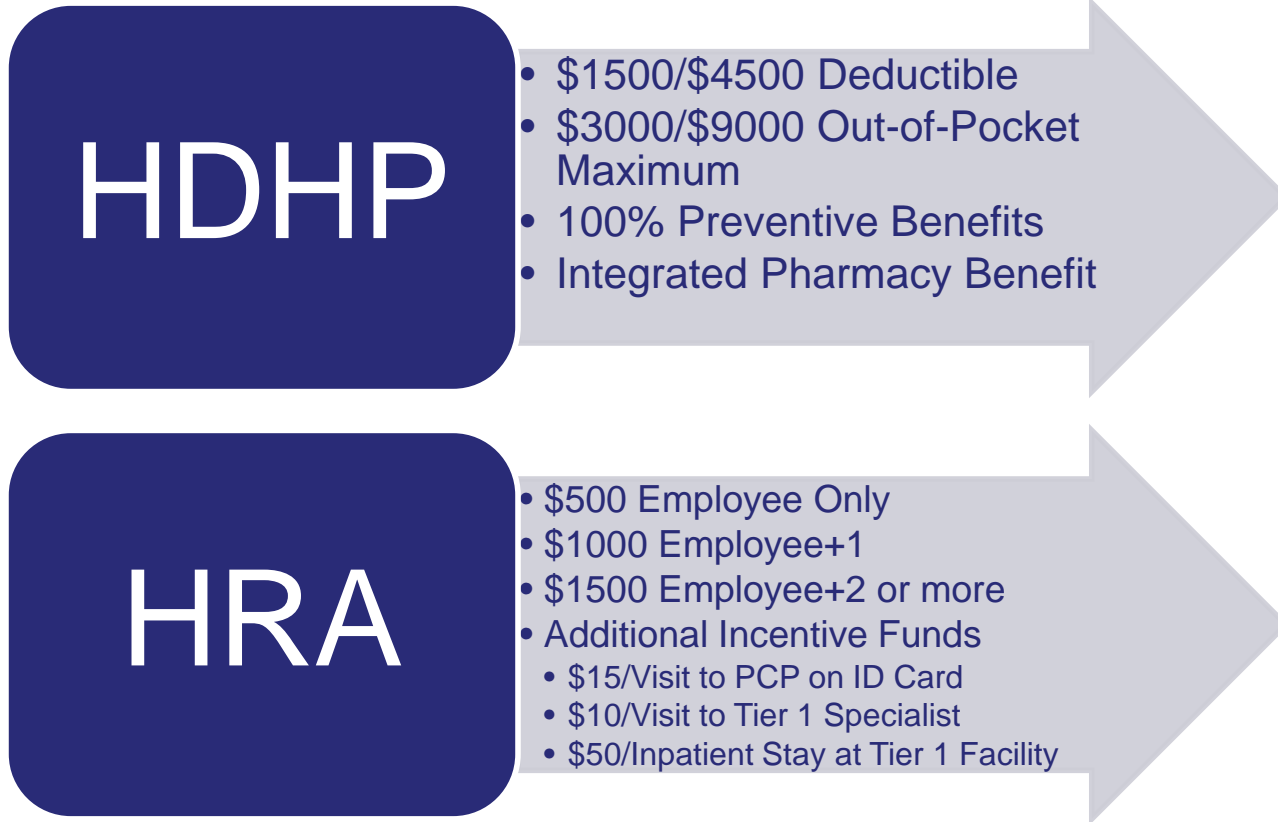 HDHP
• $1500/$4500 Deductible
• $3000/$9000 Out-of-Pocket
Maximum
• 100% Preventive Benefits
• Integrated Pharmacy Benefit
HRA
• $500 Employee Only
• $1000 Employee+1
• $1500 Employee+2 or more
• Additional Incentive Funds
• $15/Visit to PCP on ID Card
• $10/Visit to Tier 1 Specialist
• $50/Inpatient Stay at Tier 1 Facility